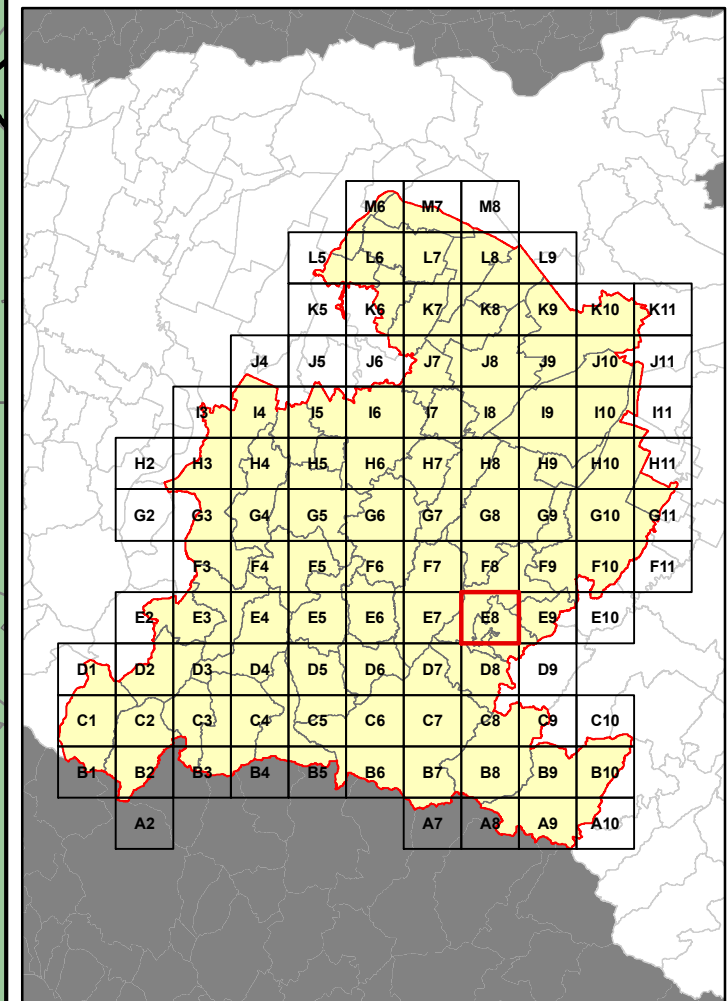 M6 M7 M8
L5 L6 L7 L8 L9
K5 K6 K7 K8 K9 K10 K11
J4 J5 J6 J7 J8 J9 J10 J11
I3 I4 I5 I6 I7 I8 I9 I10 I11
H2 H3 H4 H5 H6 H7 H8 H9 H10 H11
G2 G3 G4 G5 G6 G7 G8 G9 G10 G11
F3 F4 F5 F6 F7 F8 F9 F10 F11
E2 E3 E4 E5 E6 E7 E8 E9 E10
D1 D2 D3 D4 D5 D6 D7 D8 D9
C1 C2 C3 C4 C5 C6 C7 C8 C9 C10
B1 B2 B3 B4 B5 B6 B7 B8 B9 B10
A2 A7 A8 A9 A10